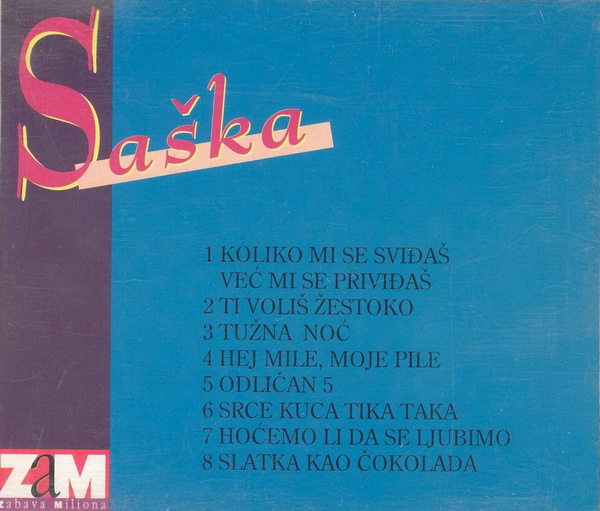 Saška
1 KOLIKO MI SE SVIĐAŠ
VEĆ MI SE PRIVIĐAŠ
2 TI VOLIŠ ŽESTOKO
3 TUŽNA NOĆ
4 HEJ MILE, MOJE PILE
5 ODLIČAN 5
6 SRCE KUCA TIKA TAKA
7 HOĆEMO LI DA SE LJUBIMO
8 SLATKA KAO ČOKOLADA
ZaM
Zabava Miliona